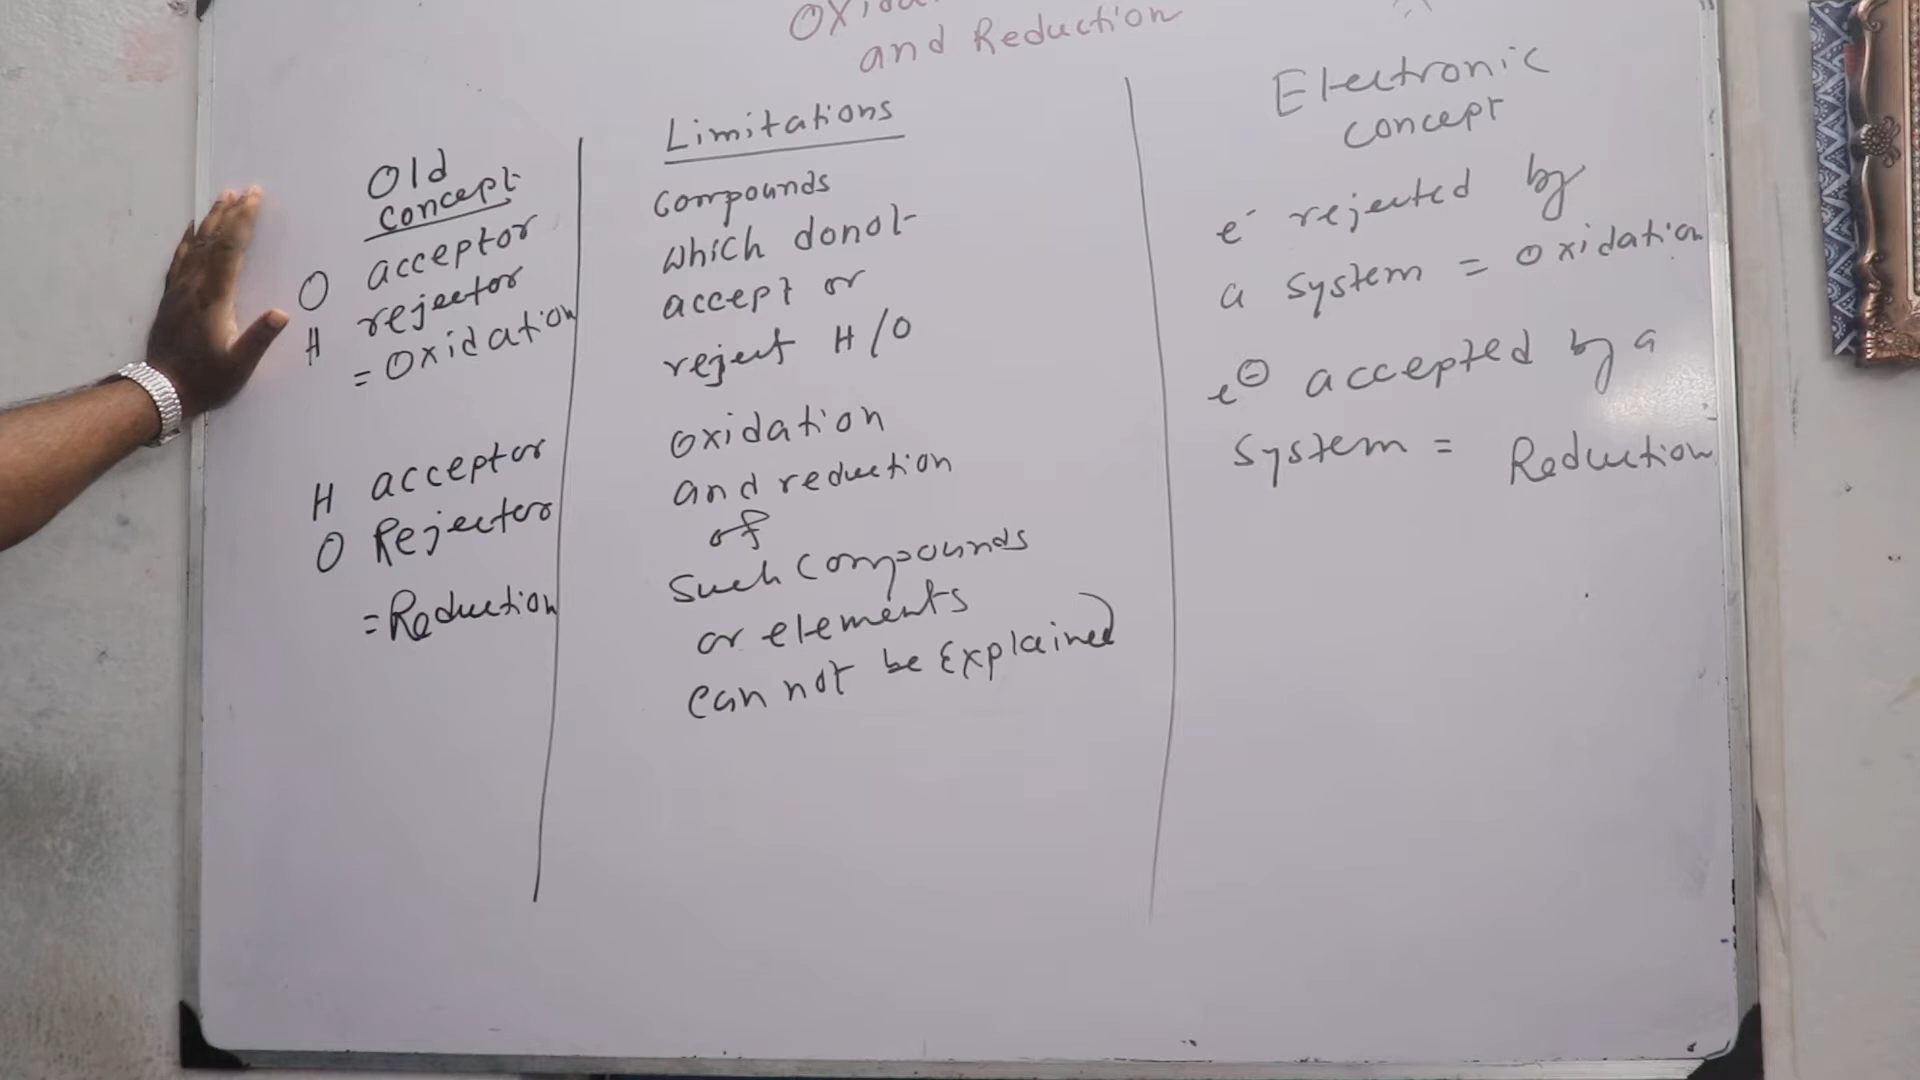 and Reduction
Old
concept
O acceptor
H rejector
= Oxidation
H acceptor
O Rejector
= Reduction
Limitations
compounds
which donot
accept or
reject H/O
oxidation
and reduction
of
such compounds
or elements
can not be Explained
Electronic
concept
e⁻ rejected by
a system = oxidation
e⊖ accepted by a
system = Reduction